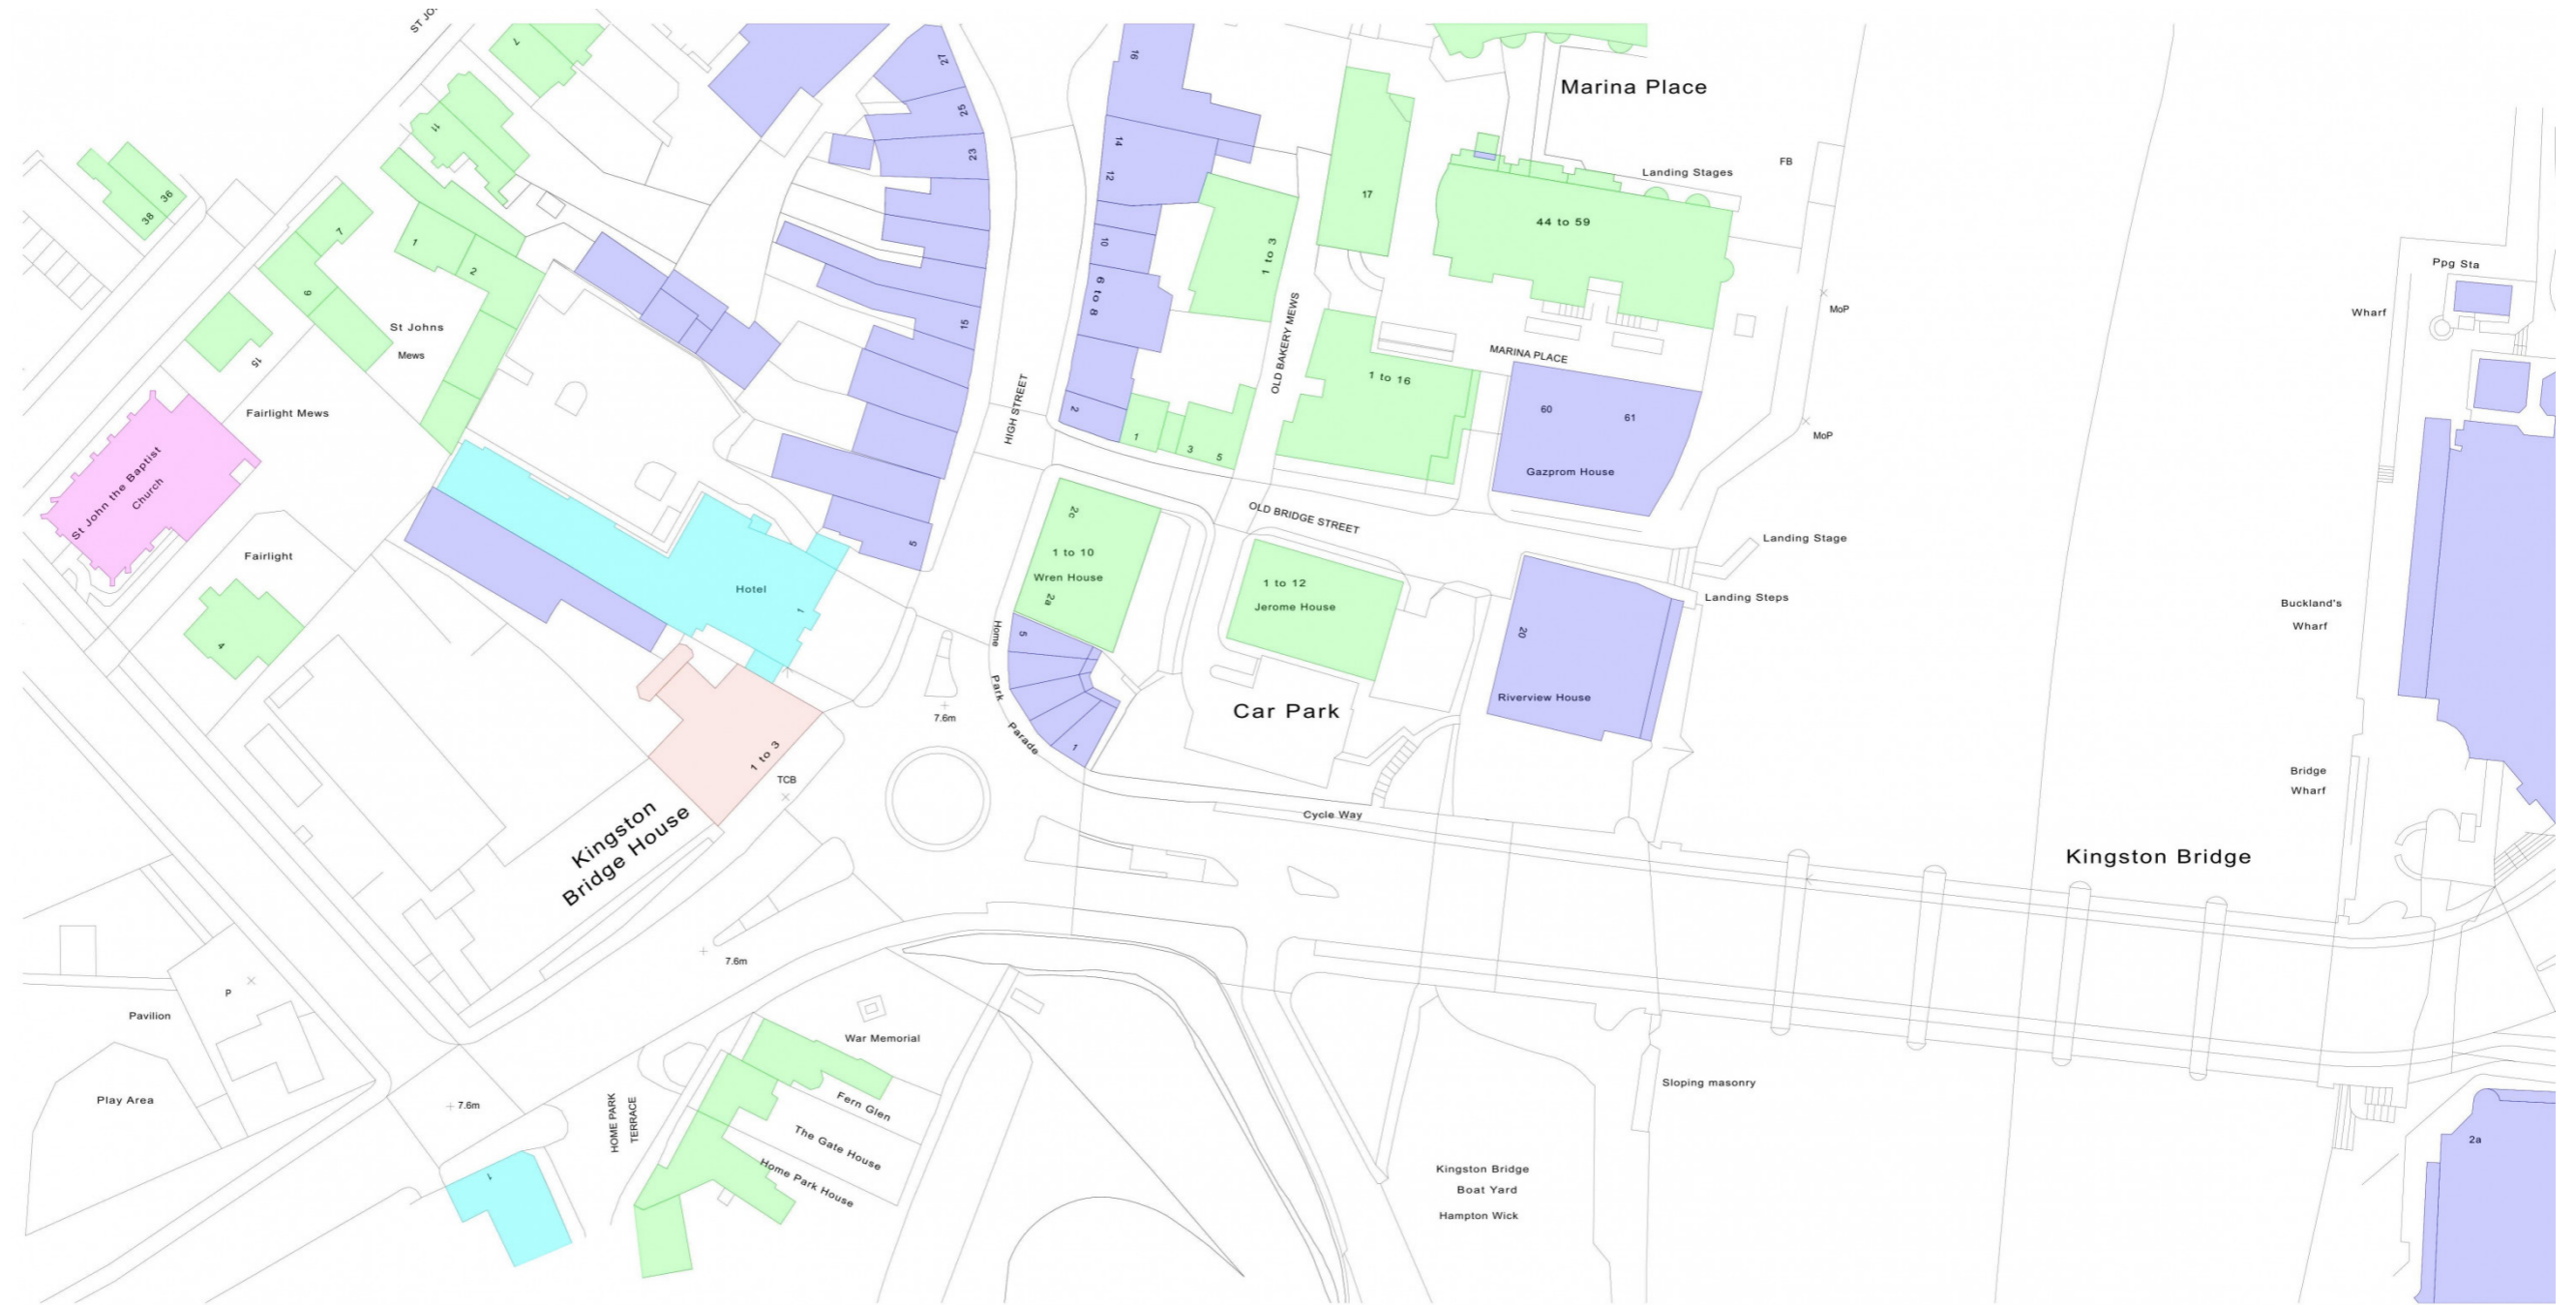 ST JO
7
27
16
Marina Place
25
11
14
23
FB
Landing Stages
12
17
36
38
44 to 59
7
1
10
1 to 3
2
Ppg Sta
9
6 to 8
MoP
Wharf
15
St Johns
Mews
OLD BAKERY MEWS
MARINA PLACE
15
1 to 16
HIGH STREET
2
60
61
Fairlight Mews
1
3
5
MoP
St John the Baptist
Church
Gazprom House
2c
OLD BRIDGE STREET
Landing Stage
5
Fairlight
1 to 10
Wren House
2a
1 to 12
Jerome House
Hotel
1
Landing Steps
Buckland's
Wharf
4
5
20
Home
Park
Parade
Riverview House
7.6m
Car Park
1
1 to 3
TCB
Bridge
Wharf
Kingston
Bridge House
Cycle Way
Kingston Bridge
7.6m
P
Pavilion
War Memorial
Play Area
7.6m
Sloping masonry
HOME PARK
TERRACE
Fern Glen
The Gate House
Home Park House
2a
1
Kingston Bridge
Boat Yard
Hampton Wick